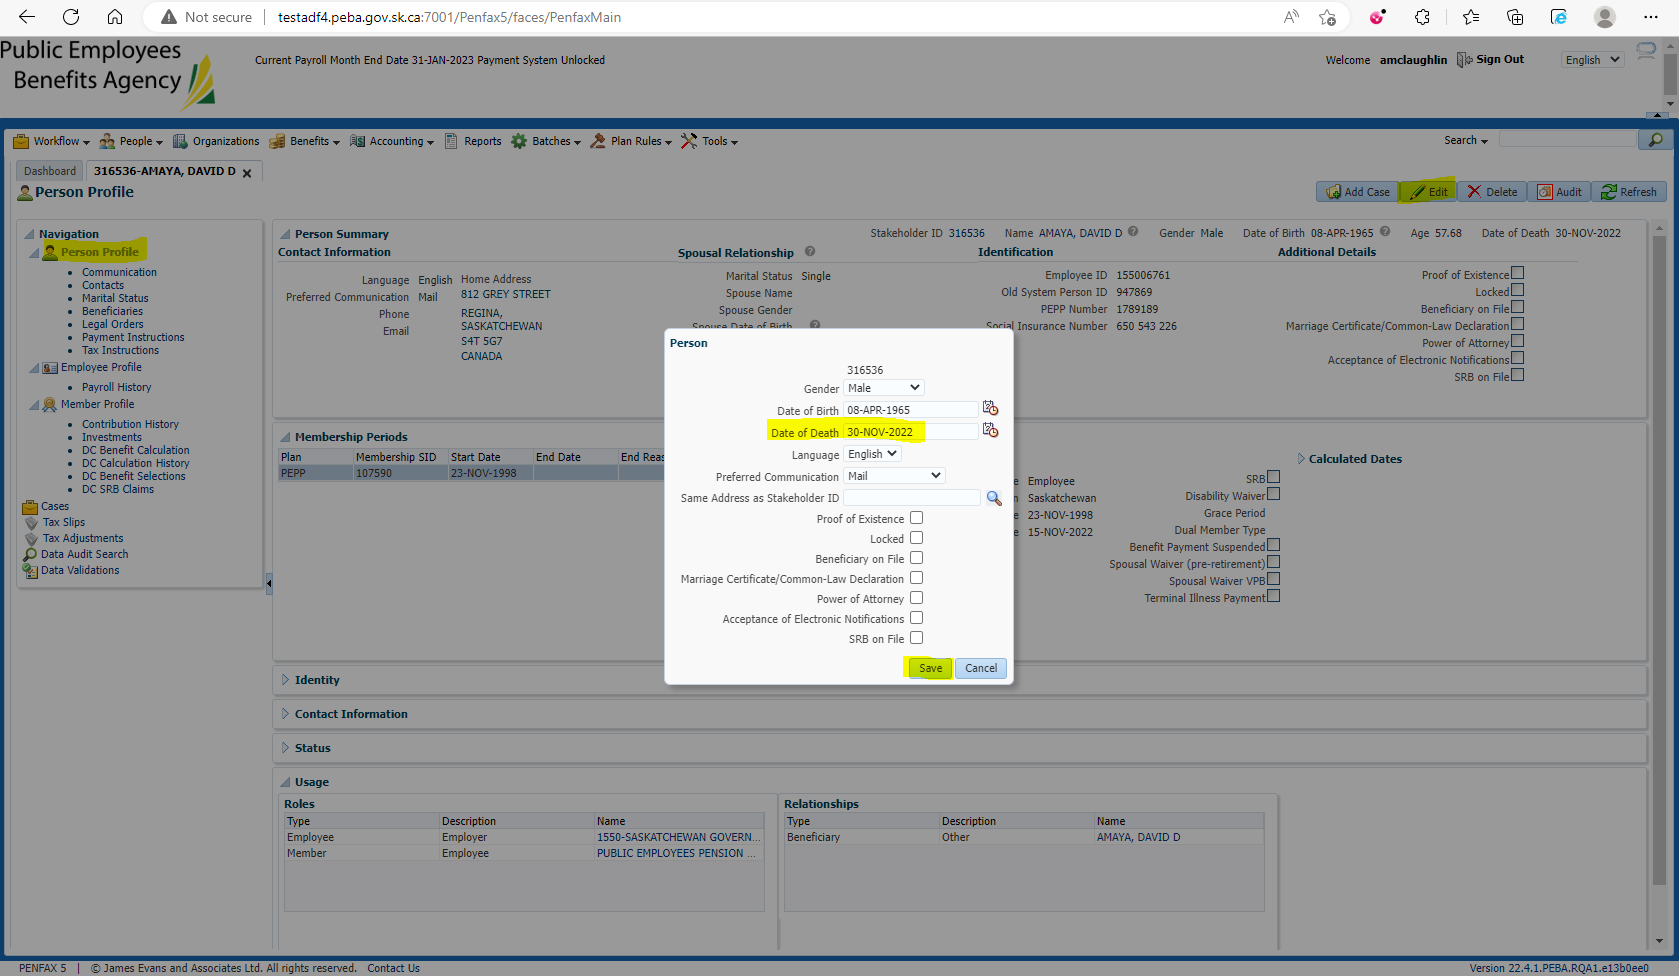 Not secure
testadf4.peba.gov.sk.ca:7001/Penfax5/faces/PenfaxMain
Public Employees
Benefits Agency
Current Payroll Month End Date 31-JAN-2023 Payment System Unlocked
Welcome amclaughlin Sign Out English
Workflow People Organizations Benefits Accounting Reports Batches Plan Rules Tools Search
Dashboard 316536-AMAYA, DAVID D
Person Profile
Add Case Edit Delete Audit Refresh
Navigation
Person Profile
Communication
Contacts
Marital Status
Beneficiaries
Legal Orders
Payment Instructions
Tax Instructions
Employee Profile
Payroll History
Member Profile
Contribution History
Investments
DC Benefit Calculation
DC Calculation History
DC Benefit Selections
DC SRB Claims
Cases
Tax Slips
Tax Adjustments
Data Audit Search
Data Validations
Person Summary
Stakeholder ID 316536 Name AMAYA, DAVID D Gender Male Date of Birth 08-APR-1965 Age 57.68 Date of Death 30-NOV-2022
Contact Information
Language English
Preferred Communication Mail
Phone
Email
Home Address
812 GREY STREET
REGINA,
SASKATCHEWAN
S4T 5G7
CANADA
Spousal Relationship
Marital Status Single
Spouse Name
Spouse Gender
Spouse Date of Birth
Identification
Employee ID 155006761
Old System Person ID 947869
PEPP Number 1789189
Social Insurance Number 650 543 226
Additional Details
Proof of Existence
Locked
Beneficiary on File
Marriage Certificate/Common-Law Declaration
Power of Attorney
Acceptance of Electronic Notifications
SRB on File
Membership Periods
Plan Membership SID Start Date End Date End Reas
PEPP 107590 23-NOV-1998
Person
316536
Gender Male
Date of Birth 08-APR-1965
Date of Death 30-NOV-2022
Language English
Preferred Communication Mail
Same Address as Stakeholder ID
Proof of Existence
Locked
Beneficiary on File
Marriage Certificate/Common-Law Declaration
Power of Attorney
Acceptance of Electronic Notifications
SRB on File
Save Cancel
e Employee
n Saskatchewan
e 23-NOV-1998
e 15-NOV-2022
Calculated Dates
SRB
Disability Waiver
Grace Period
Dual Member Type
Benefit Payment Suspended
Spousal Waiver (pre-retirement)
Spousal Waiver VPB
Terminal Illness Payment
Identity
Contact Information
Status
Usage
Roles
Type Description Name
Employee Employer 1550-SASKATCHEWAN GOVERN...
Member Employee PUBLIC EMPLOYEES PENSION ...
Relationships
Type Description Name
Beneficiary Other AMAYA, DAVID D
PENFAX 5 | © James Evans and Associates Ltd. All rights reserved. Contact Us
Version 22.4.1.PEBA.RQA1.e13b0ee0